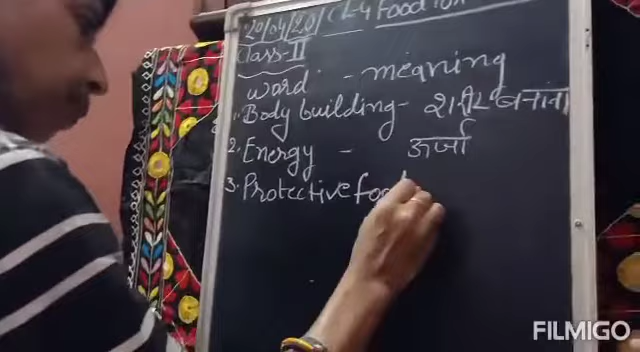 20/04/20/ CL-4 Food for
Class-II
word - meaning
1. Body building - शरीर बनाना
2. Energy - ऊर्जा
3. Protective food
FILMIGO